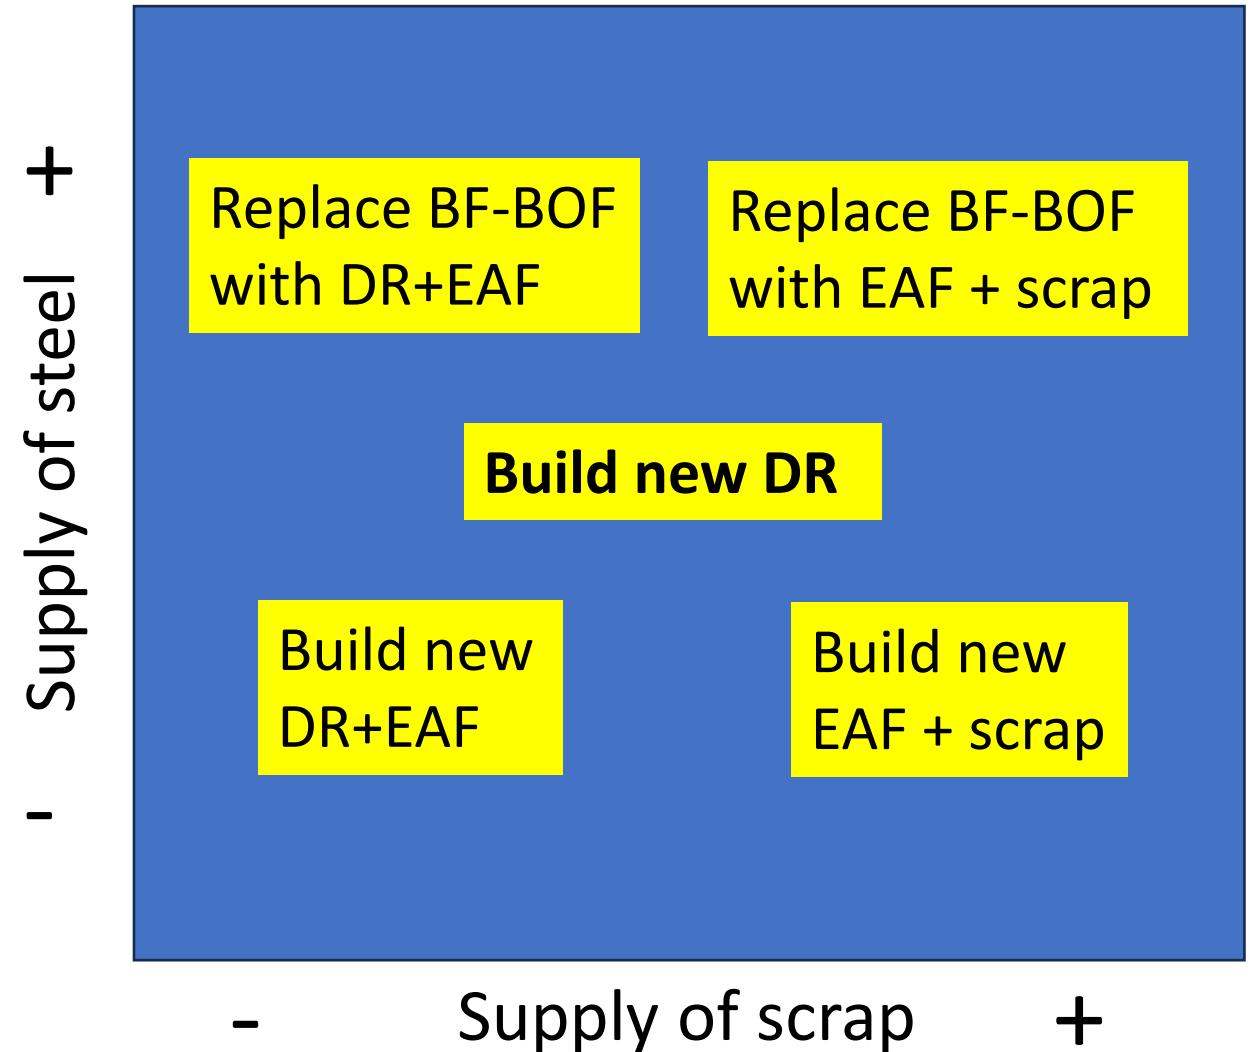 +
Supply of steel
-
Replace BF-BOF
with DR+EAF
Replace BF-BOF
with EAF + scrap
Build new DR
Build new
DR+EAF
Build new
EAF + scrap
-
Supply of scrap
+